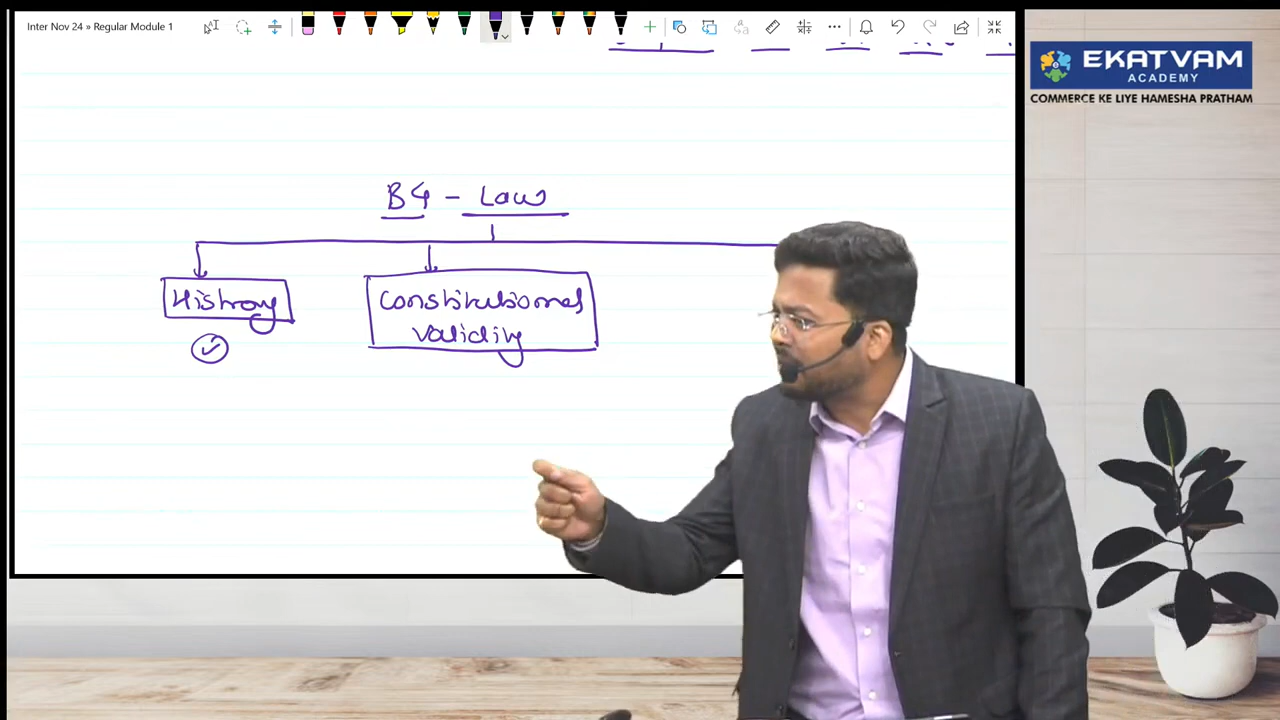 Inter Nov 24 » Regular Module 1
EKATVAM
ACADEMY
COMMERCE KE LIYE HAMESHA PRATHAM
B4 - Law
History
Constitutional
validity